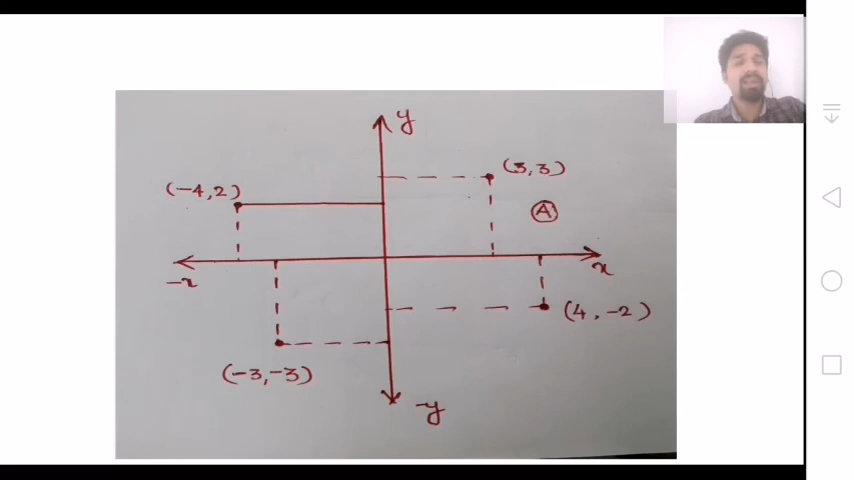 y
(-4,2)
(3,3)
A
-x
x
(4,-2)
(-3,-3)
-y